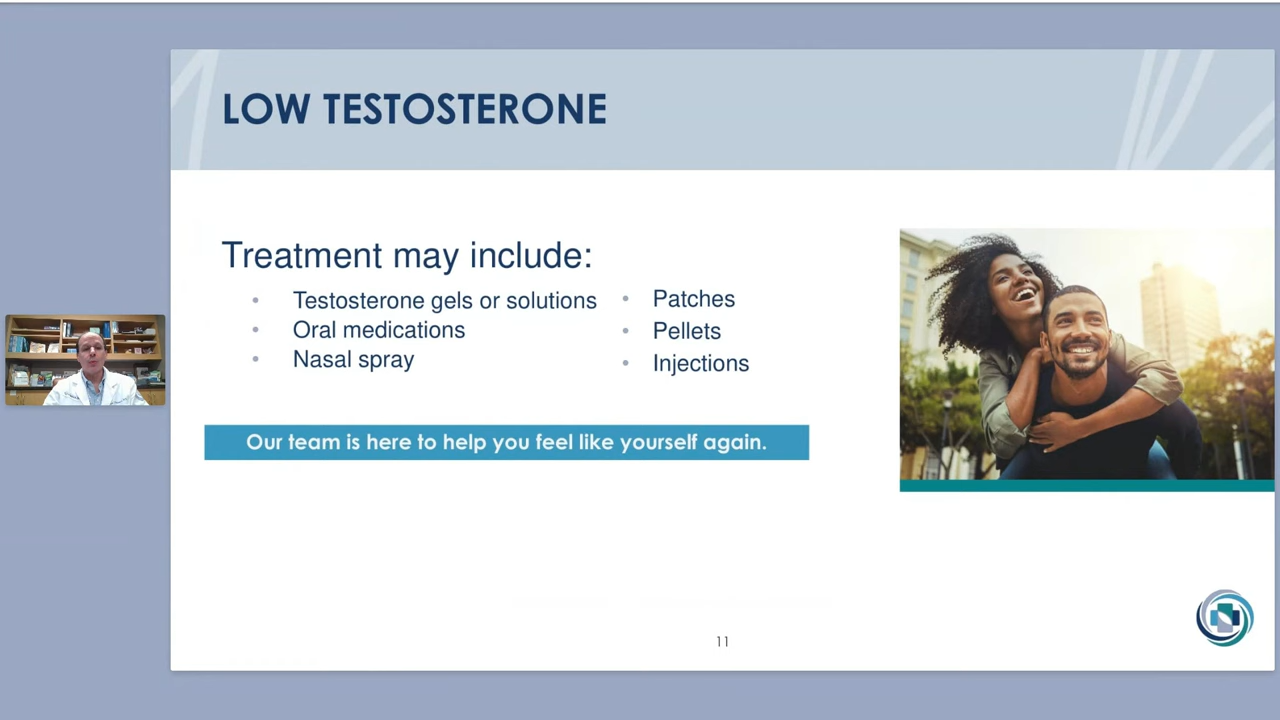 LOW TESTOSTERONE
Treatment may include:
• Testosterone gels or solutions
• Oral medications
• Nasal spray
• Patches
• Pellets
• Injections
Our team is here to help you feel like yourself again.
11